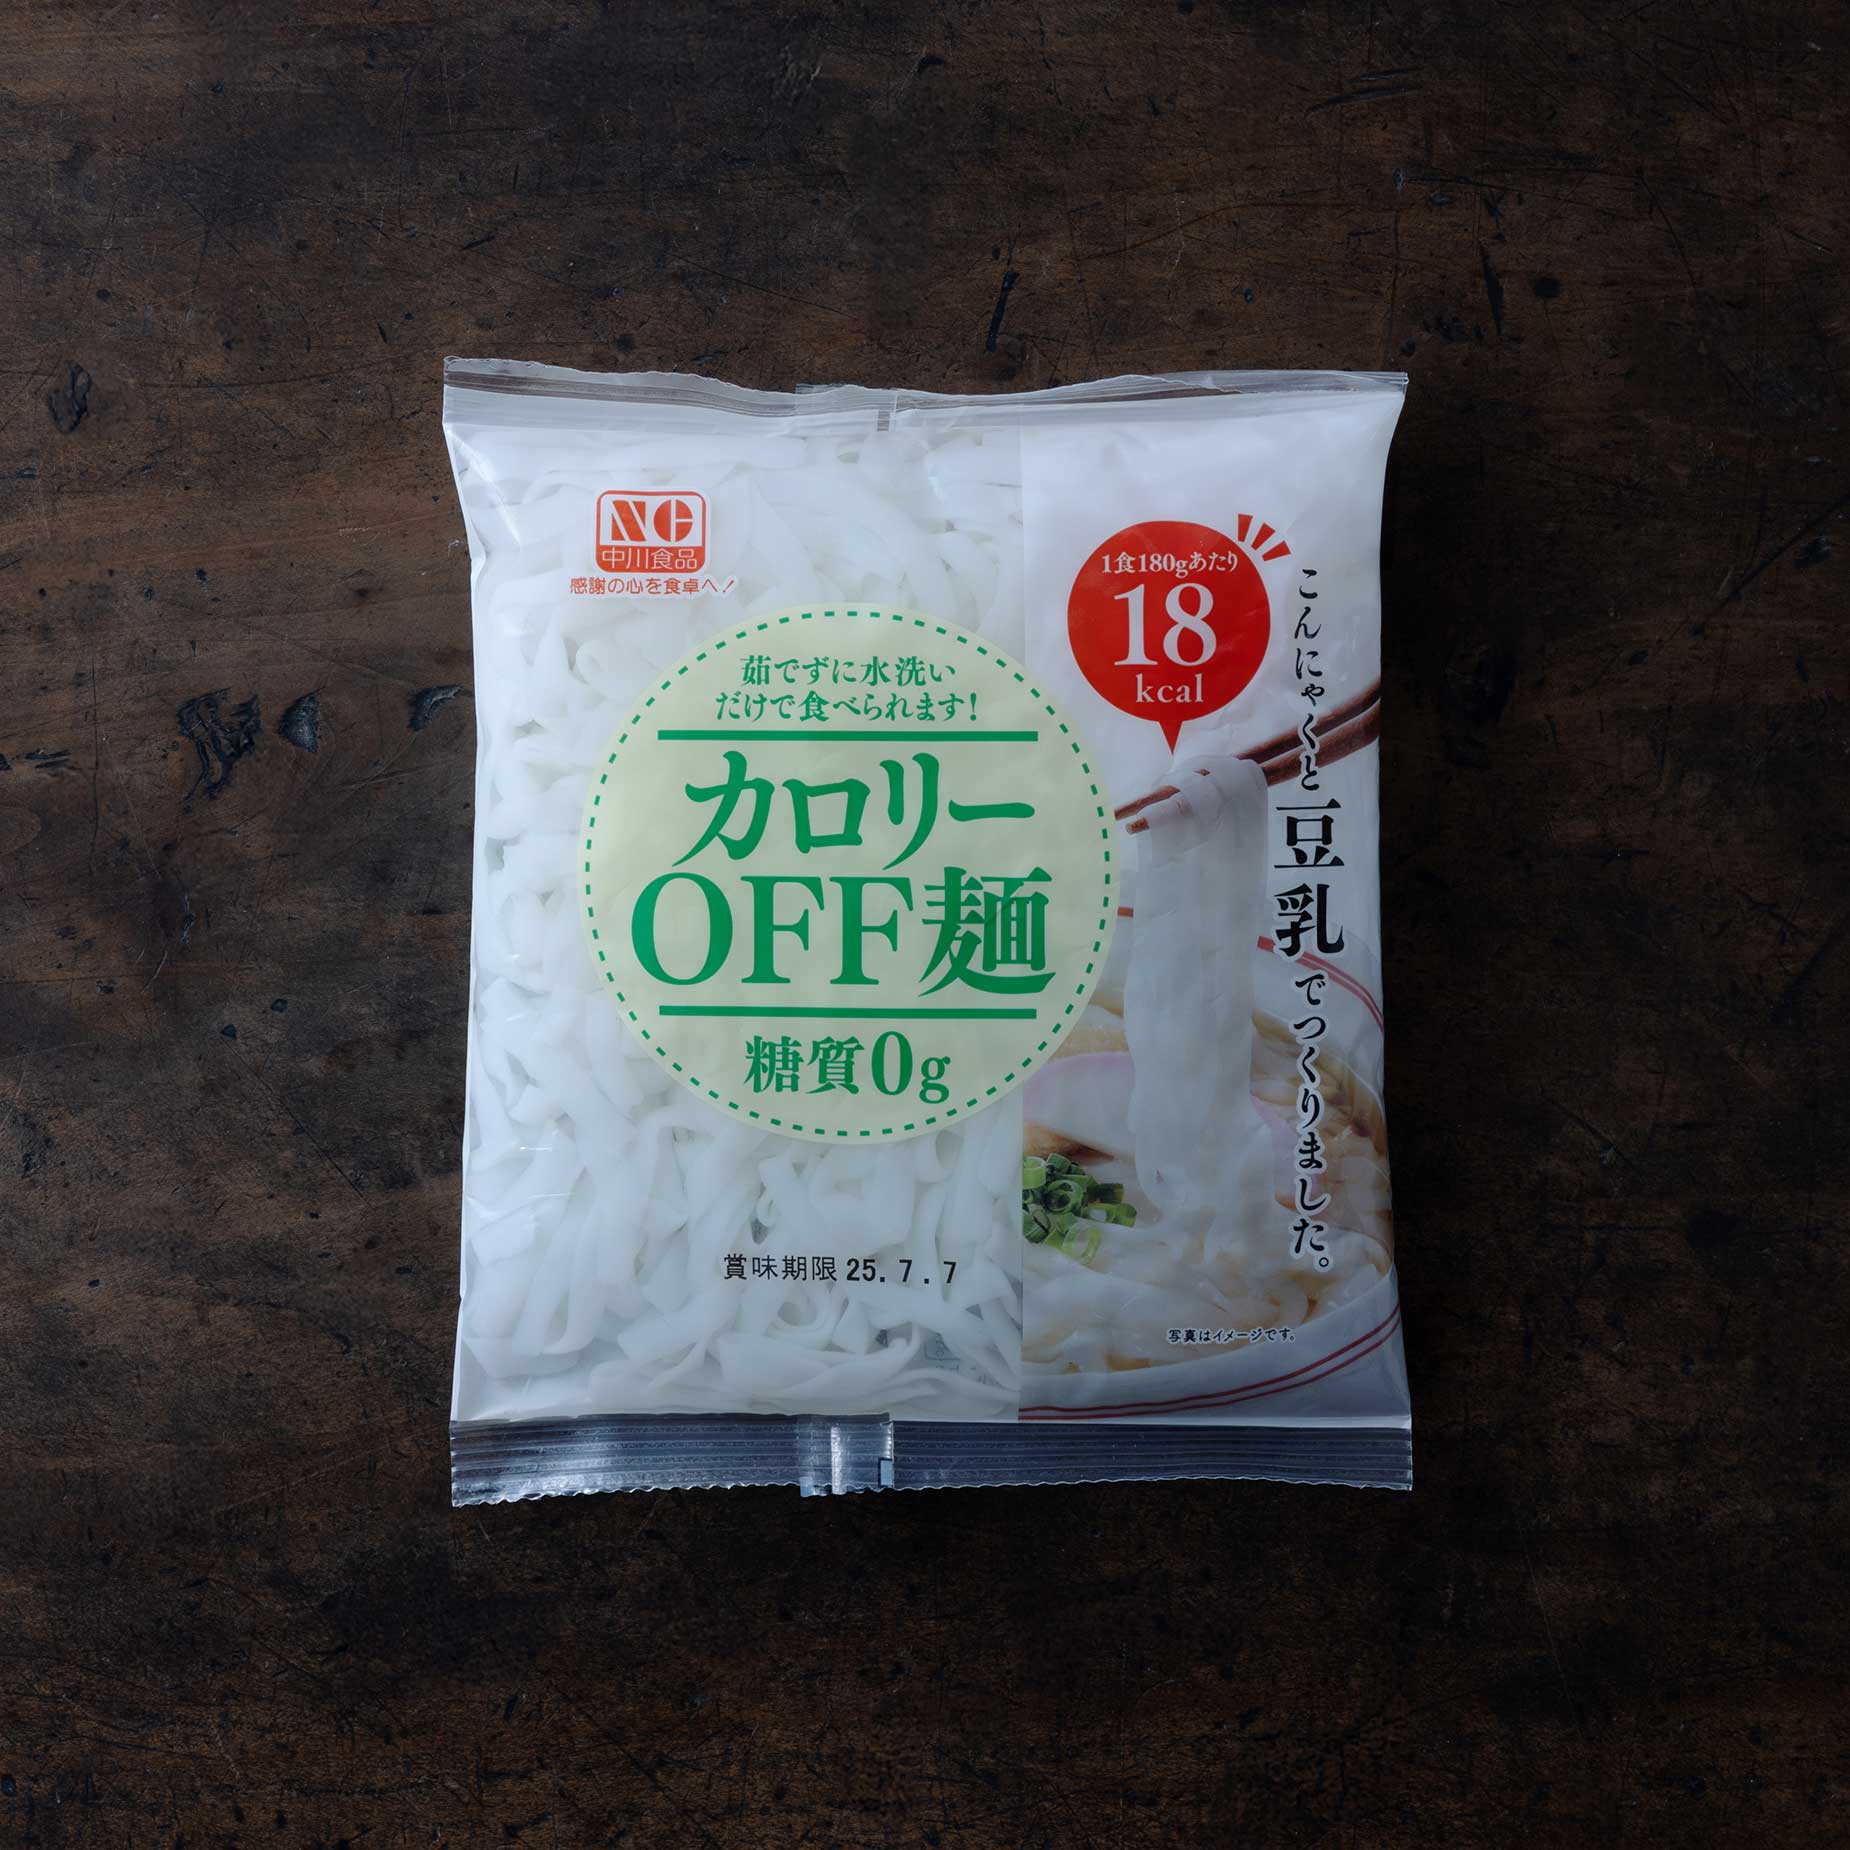 NC
中川食品
感謝の心を食卓へ!
茹でずに水洗い
だけで食べられます!
カロリー
OFF麺
糖質0g
1食180gあたり
18
kcal
こんにゃくと豆乳でつくりました。
賞味期限 25.7.7
写真はイメージです。